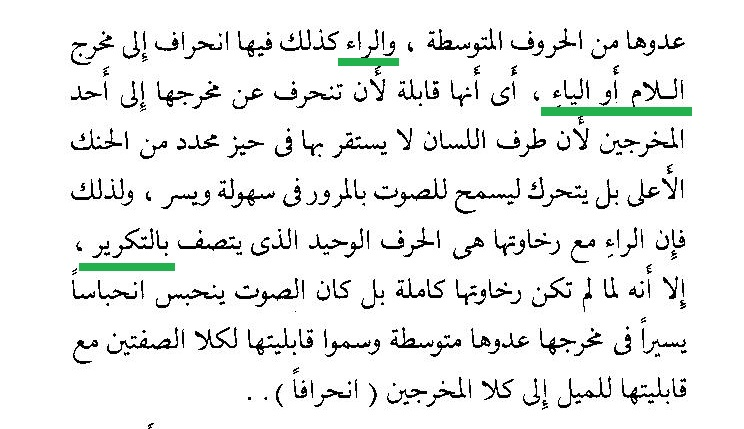 عدوها من الحروف المتوسطة ، والراء كذلك فيها انحراف إلى مخرج
اللام أو الياء ، أى أنها قابلة لأن تنحرف عن مخرجها إلى أحد
المخرجين لأن طرف اللسان لا يستقر بها فى حيز محدد من الحنك
الأعلى بل يتحرك ليسمح للصوت بالمرور فى سهولة ويسر ، ولذلك
فإن الراء مع رخاوتها هى الحرف الوحيد الذى يتصف بالتكرير ،
إلا أنه لما لم تكن رخاوتها كاملة بل كان الصوت ينحبس انحباساً
يسيراً فى مخرجها عدوها متوسطة وسموا قابليتها لكلا الصفتين مع
قابليتها للميل إلى كلا المخرجين ( انحرافاً ) . .